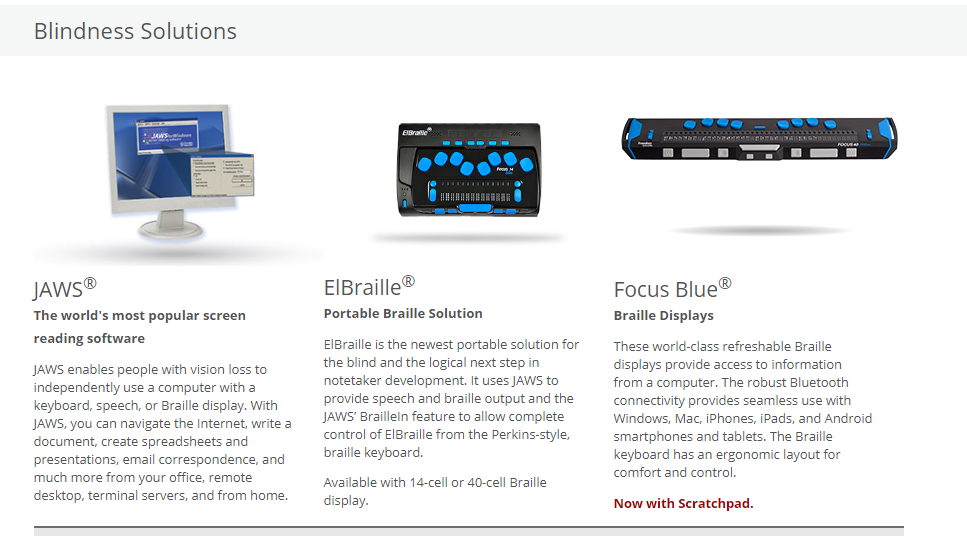 Blindness Solutions
JAWS for Windows
ElBraille®
Focus 14
FOCUS 40
JAWS®
The world's most popular screen
reading software
JAWS enables people with vision loss to
independently use a computer with a
keyboard, speech, or Braille display. With
JAWS, you can navigate the Internet, write a
document, create spreadsheets and
presentations, email correspondence, and
much more from your office, remote
desktop, terminal servers, and from home.
ElBraille®
Portable Braille Solution
ElBraille is the newest portable solution for
the blind and the logical next step in
notetaker development. It uses JAWS to
provide speech and braille output and the
JAWS’ BrailleIn feature to allow complete
control of ElBraille from the Perkins-style,
braille keyboard.
Available with 14-cell or 40-cell Braille
display.
Focus Blue®
Braille Displays
These world-class refreshable Braille
displays provide access to information
from a computer. The robust Bluetooth
connectivity provides seamless use with
Windows, Mac, iPhones, iPads, and Android
smartphones and tablets. The Braille
keyboard has an ergonomic layout for
comfort and control.
Now with Scratchpad.